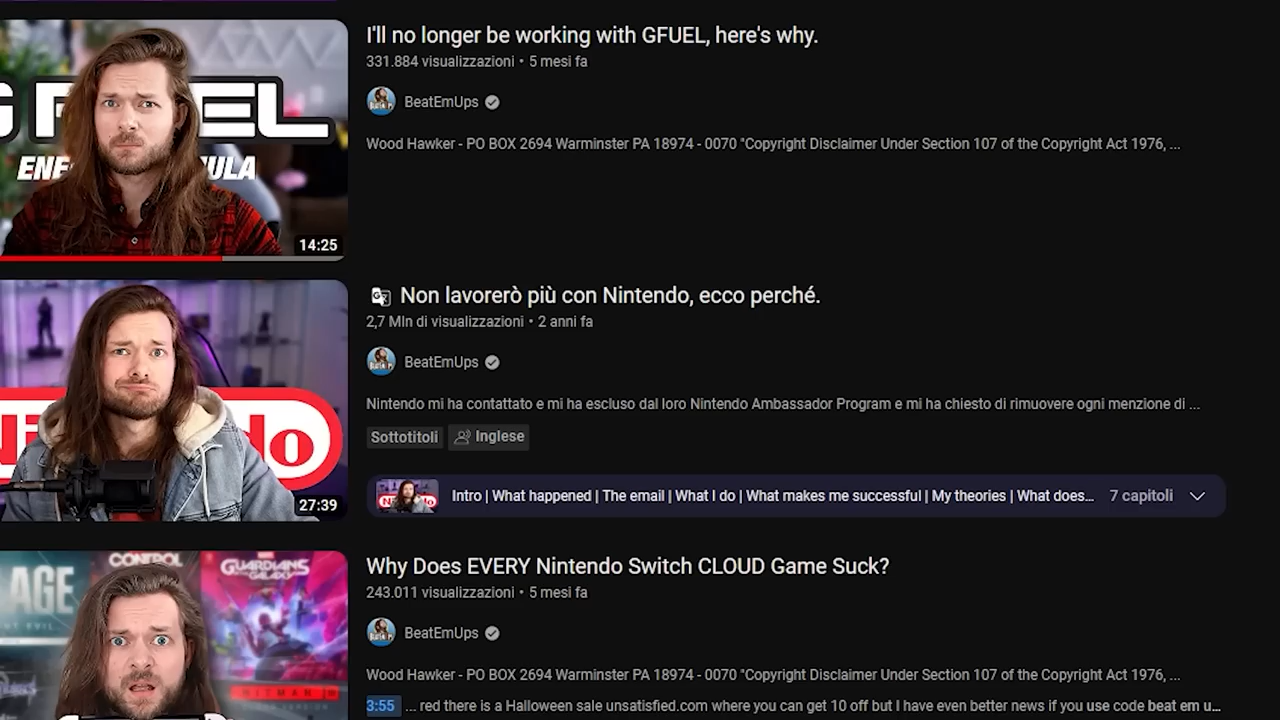 I'll no longer be working with GFUEL, here's why.
331.884 visualizzazioni • 5 mesi fa
BeatEmUps
Wood Hawker - PO BOX 2694 Warminster PA 18974 - 0070 "Copyright Disclaimer Under Section 107 of the Copyright Act 1976, ...
14:25
Non lavorerò più con Nintendo, ecco perché.
2,7 Mln di visualizzazioni • 2 anni fa
BeatEmUps
Nintendo mi ha contattato e mi ha escluso dal loro Nintendo Ambassador Program e mi ha chiesto di rimuovere ogni menzione di ...
Sottotitoli
Inglese
27:39
Intro | What happened | The email | What I do | What makes me successful | My theories | What does...
7 capitoli
CONTROL
AGE
GUARDIANS
GALAXY
HITMAN
Why Does EVERY Nintendo Switch CLOUD Game Suck?
243.011 visualizzazioni • 5 mesi fa
BeatEmUps
Wood Hawker - PO BOX 2694 Warminster PA 18974 - 0070 "Copyright Disclaimer Under Section 107 of the Copyright Act 1976, ...
3:55 ... red there is a Halloween sale unsatisfied.com where you can get 10 off but I have even better news if you use code beat em u...